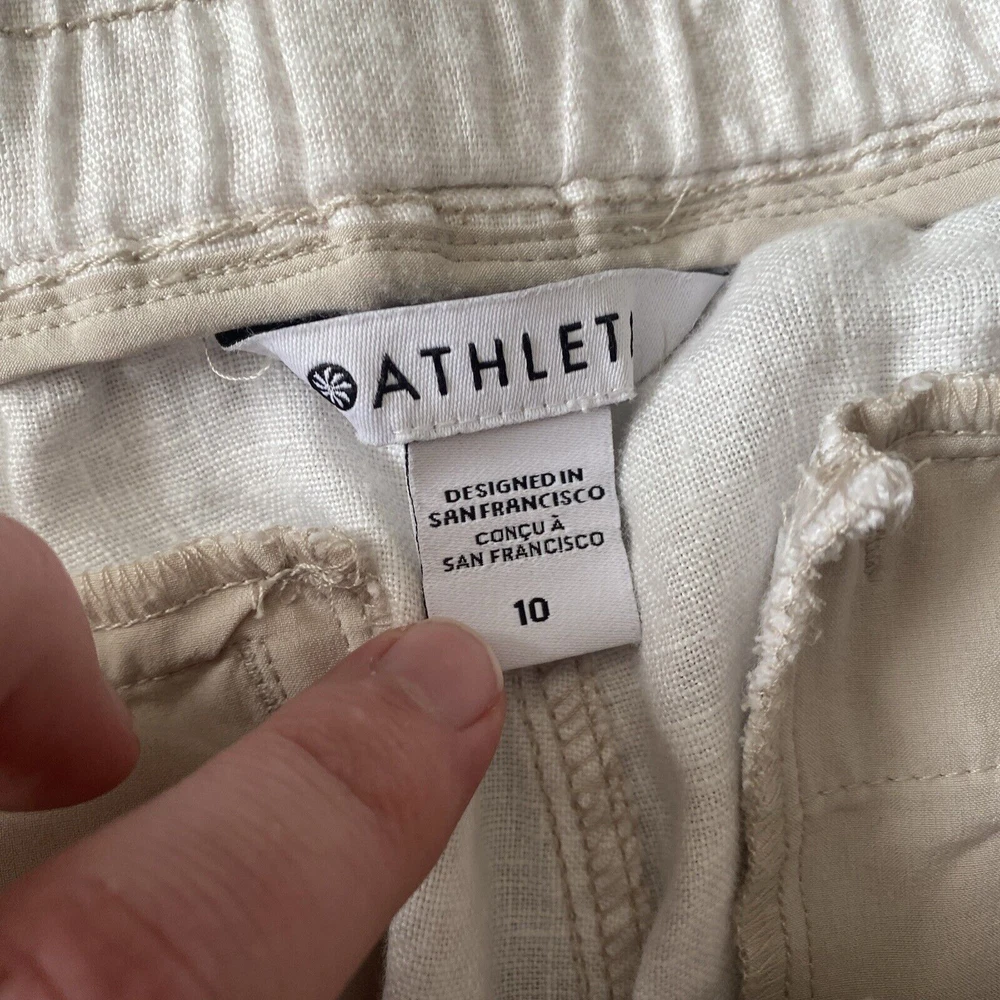 ATHLET
DESIGNED IN
SAN FRANCISCO
CONÇU À
SAN FRANCISCO
10